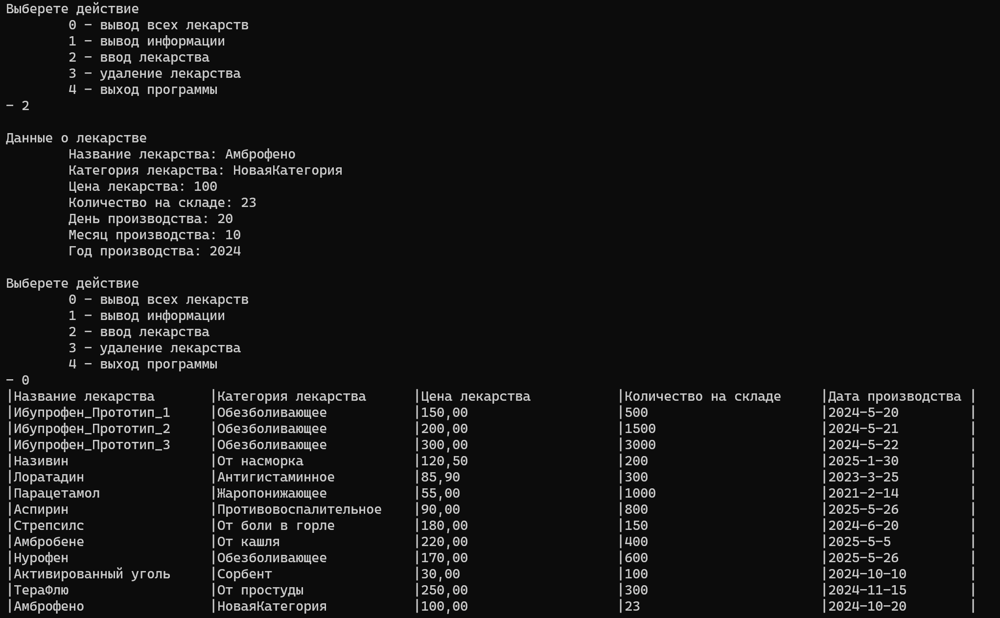 Выберете действие
0 - вывод всех лекарств
1 - вывод информации
2 - ввод лекарства
3 - удаление лекарства
4 - выход программы
- 2
Данные о лекарстве
Название лекарства: Амброфено
Категория лекарства: НоваяКатегория
Цена лекарства: 100
Количество на складе: 23
День производства: 20
Месяц производства: 10
Год производства: 2024
Выберете действие
0 - вывод всех лекарств
1 - вывод информации
2 - ввод лекарства
3 - удаление лекарства
4 - выход программы
- 0
|Название лекарства |Категория лекарства |Цена лекарства |Количество на складе |Дата производства |
|Ибупрофен_Прототип_1 |Обезболивающее |150,00 |500 |2024-5-20 |
|Ибупрофен_Прототип_2 |Обезболивающее |200,00 |1500 |2024-5-21 |
|Ибупрофен_Прототип_3 |Обезболивающее |300,00 |3000 |2024-5-22 |
|Називин |От насморка |120,50 |200 |2025-1-30 |
|Лоратадин |Антигистаминное |85,90 |300 |2023-3-25 |
|Парацетамол |Жаропонижающее |55,00 |1000 |2021-2-14 |
|Аспирин |Противовоспалительное |90,00 |800 |2025-5-26 |
|Стрепсилс |От боли в горле |180,00 |150 |2024-6-20 |
|Амбробене |От кашля |220,00 |400 |2025-5-5 |
|Нурофен |Обезболивающее |170,00 |600 |2025-5-26 |
|Активированный уголь |Сорбент |30,00 |100 |2024-10-10 |
|ТераФлю |От простуды |250,00 |300 |2024-11-15 |
|Амброфено |НоваяКатегория |100,00 |23 |2024-10-20 |